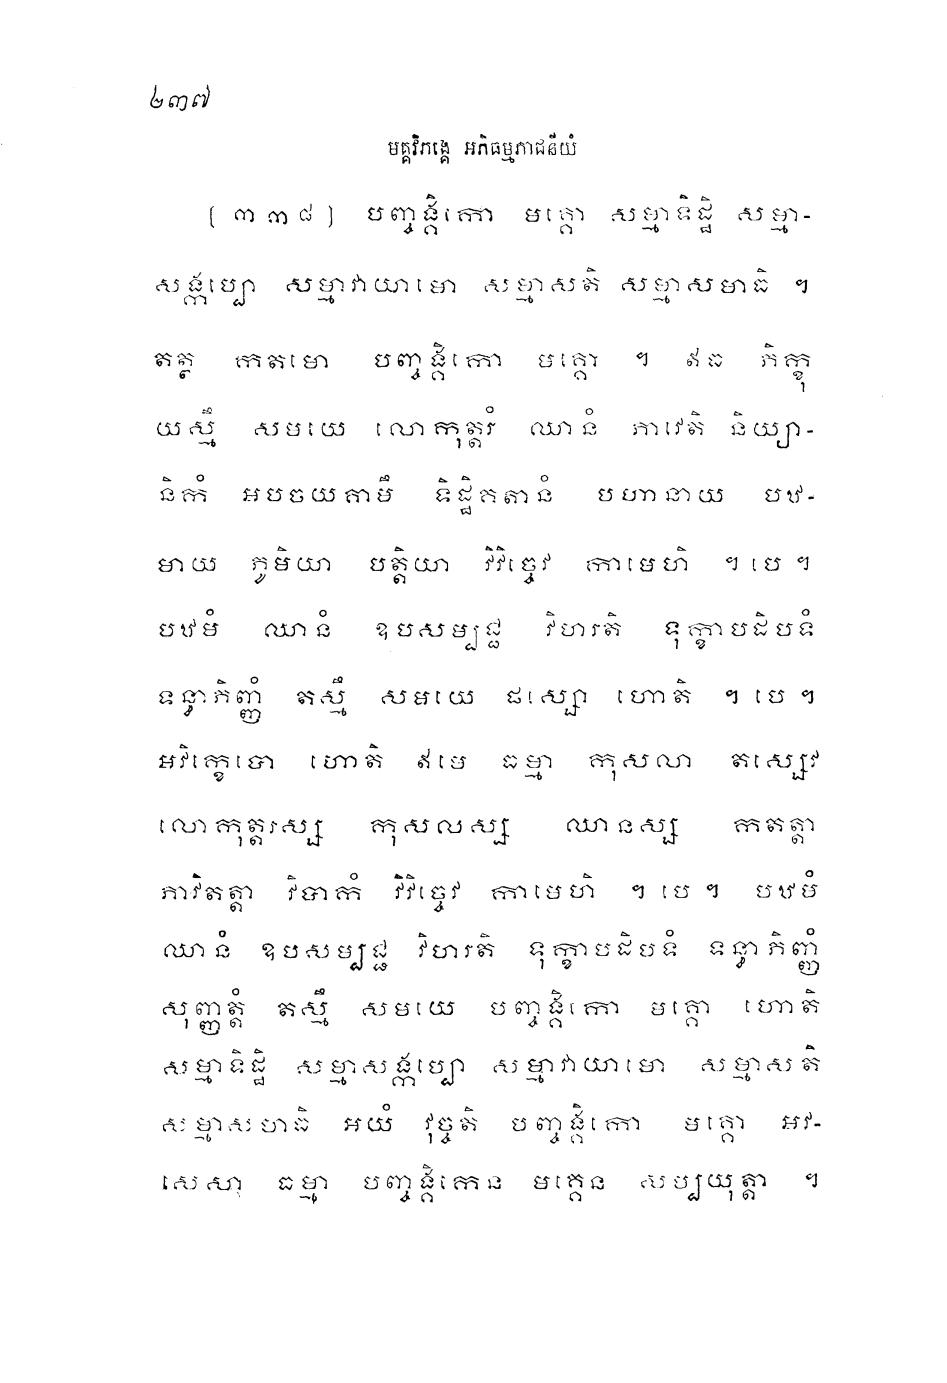 ២៣៧
មគ្គវិភង្គេ អភិធម្មភាជនីយំ
[ ៣៣៨ ] បញ្ចង្គិកោ មគ្គោ សម្មាទិដ្ឋិ សម្មា-
សង្កប្បោ សម្មាវាយាមោ សម្មាសតិ សម្មាសមាធិ ។
តត្ថ កតមោ បញ្ចង្គិកោ មគ្គោ ។ ឥធ ភិក្ខុ
យស្មឹ សមយេ លោកុត្តរំ ឈានំ ភាវេតិ និយ្យា-
និកំ អបចយគាមឹ ទិដ្ឋិគតានំ បហានាយ បឋ-
មាយ ភូមិយា បត្តិយា វិវិច្ចេវ កាមេហិ ។ បេ ។
បឋមំ ឈានំ ឧបសម្បជ្ជ វិហរតិ ទុក្ខាបដិបទំ
ទន្ធាភិញ្ញំ តស្មឹ សមយេ ផស្សោ ហោតិ ។ បេ ។
អវិក្ខេបោ ហោតិ ឥមេ ធម្មា កុសលា តស្សេវ
លោកុត្តរស្ស កុសលស្ស ឈានស្ស កតត្តា
ភាវិតត្តា វិបាកំ វិវិច្ចេវ កាមេហិ ។ បេ ។ បឋមំ
ឈានំ ឧបសម្បជ្ជ វិហរតិ ទុក្ខាបដិបទំ ទន្ធាភិញ្ញំ
សុញ្ញតំ តស្មឹ សមយេ បញ្ចង្គិកោ មគ្គោ ហោតិ
សម្មាទិដ្ឋិ សម្មាសង្កប្បោ សម្មាវាយាមោ សម្មាសតិ
សម្មាសមាធិ អយំ វុច្ចតិ បញ្ចង្គិកោ មគ្គោ អវ-
សេសា ធម្មា បញ្ចង្គិកេន មគ្គេន សម្បយុត្តា ។